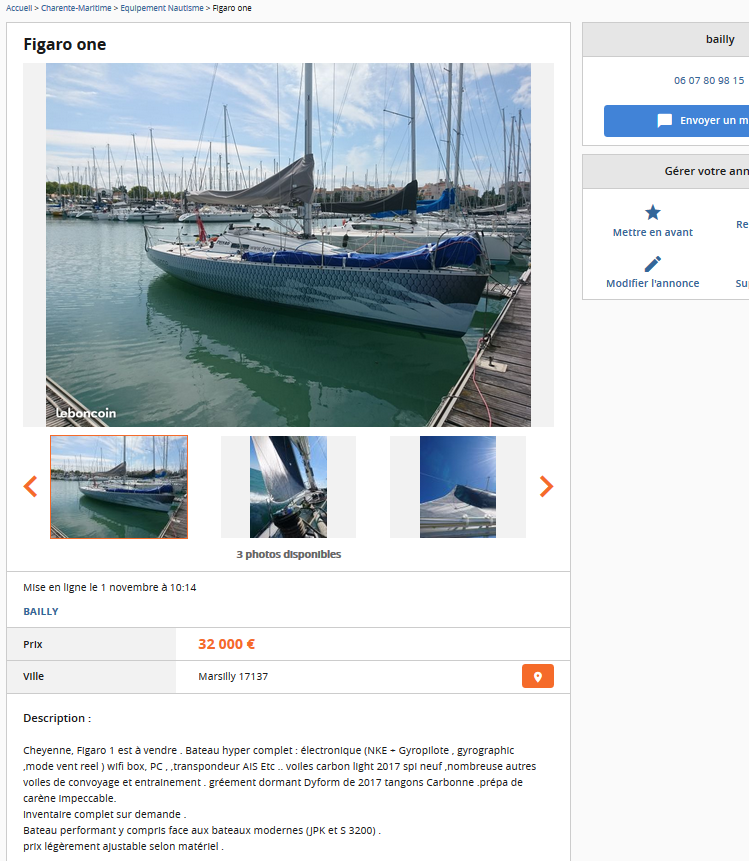 Accueil > Charente-Maritime > Equipement Nautisme > Figaro one
Figaro one
leboncoin
3 photos disponibles
Mise en ligne le 1 novembre à 10:14
BAILLY
Prix
32 000 €
Ville
Marsilly 17137
Description :
Cheyenne, Figaro 1 est à vendre . Bateau hyper complet : électronique (NKE + Gyropilote , gyrographic
,mode vent reel ) wifi box, PC , ,transpondeur AIS Etc .. voiles carbon light 2017 spi neuf ,nombreuse autres
voiles de convoyage et entrainement . gréement dormant Dyform de 2017 tangons Carbonne .prépa de
carène impeccable.
Inventaire complet sur demande .
Bateau performant y compris face aux bateaux modernes (JPK et S 3200) .
prix légèrement ajustable selon matériel .
bailly
06 07 80 98 15
Envoyer un m
Gérer votre ann
Mettre en avant
Re
Modifier l'annonce
Su